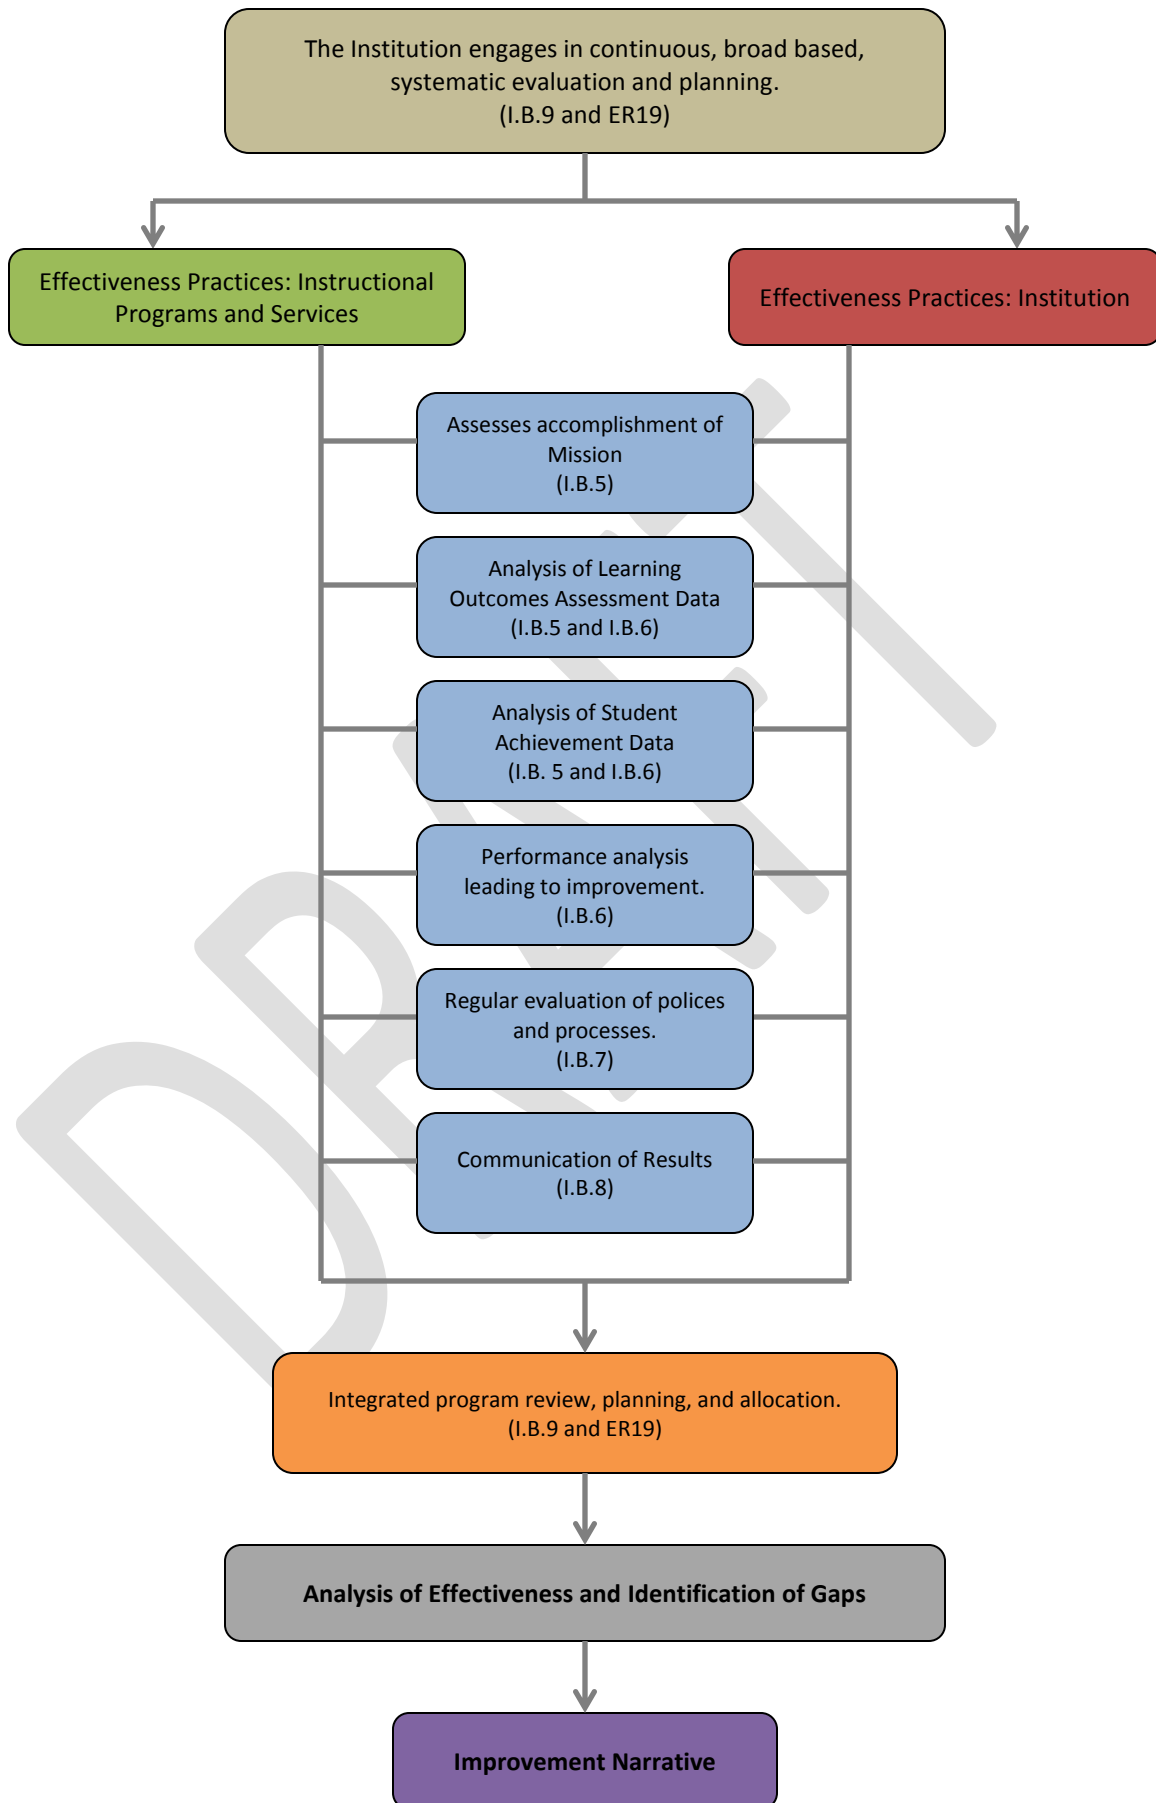 The Institution engages in continuous, broad based,
systematic evaluation and planning.
(I.B.9 and ER19)
Effectiveness Practices: Instructional
Programs and Services
Effectiveness Practices: Institution
Assesses accomplishment of
Mission
(I.B.5)
Analysis of Learning
Outcomes Assessment Data
(I.B.5 and I.B.6)
Analysis of Student
Achievement Data
(I.B. 5 and I.B.6)
Performance analysis
leading to improvement.
(I.B.6)
Regular evaluation of polices
and processes.
(I.B.7)
Communication of Results
(I.B.8)
Integrated program review, planning, and allocation.
(I.B.9 and ER19)
Analysis of Effectiveness and Identification of Gaps
Improvement Narrative
DRAFT